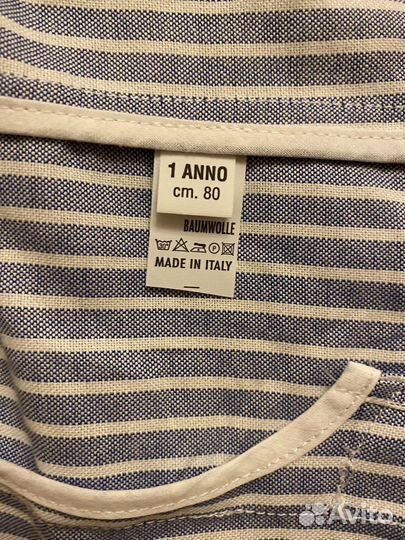 1 ANNO
cm. 80
BAUMWOLLE
MADE IN ITALY
Avito